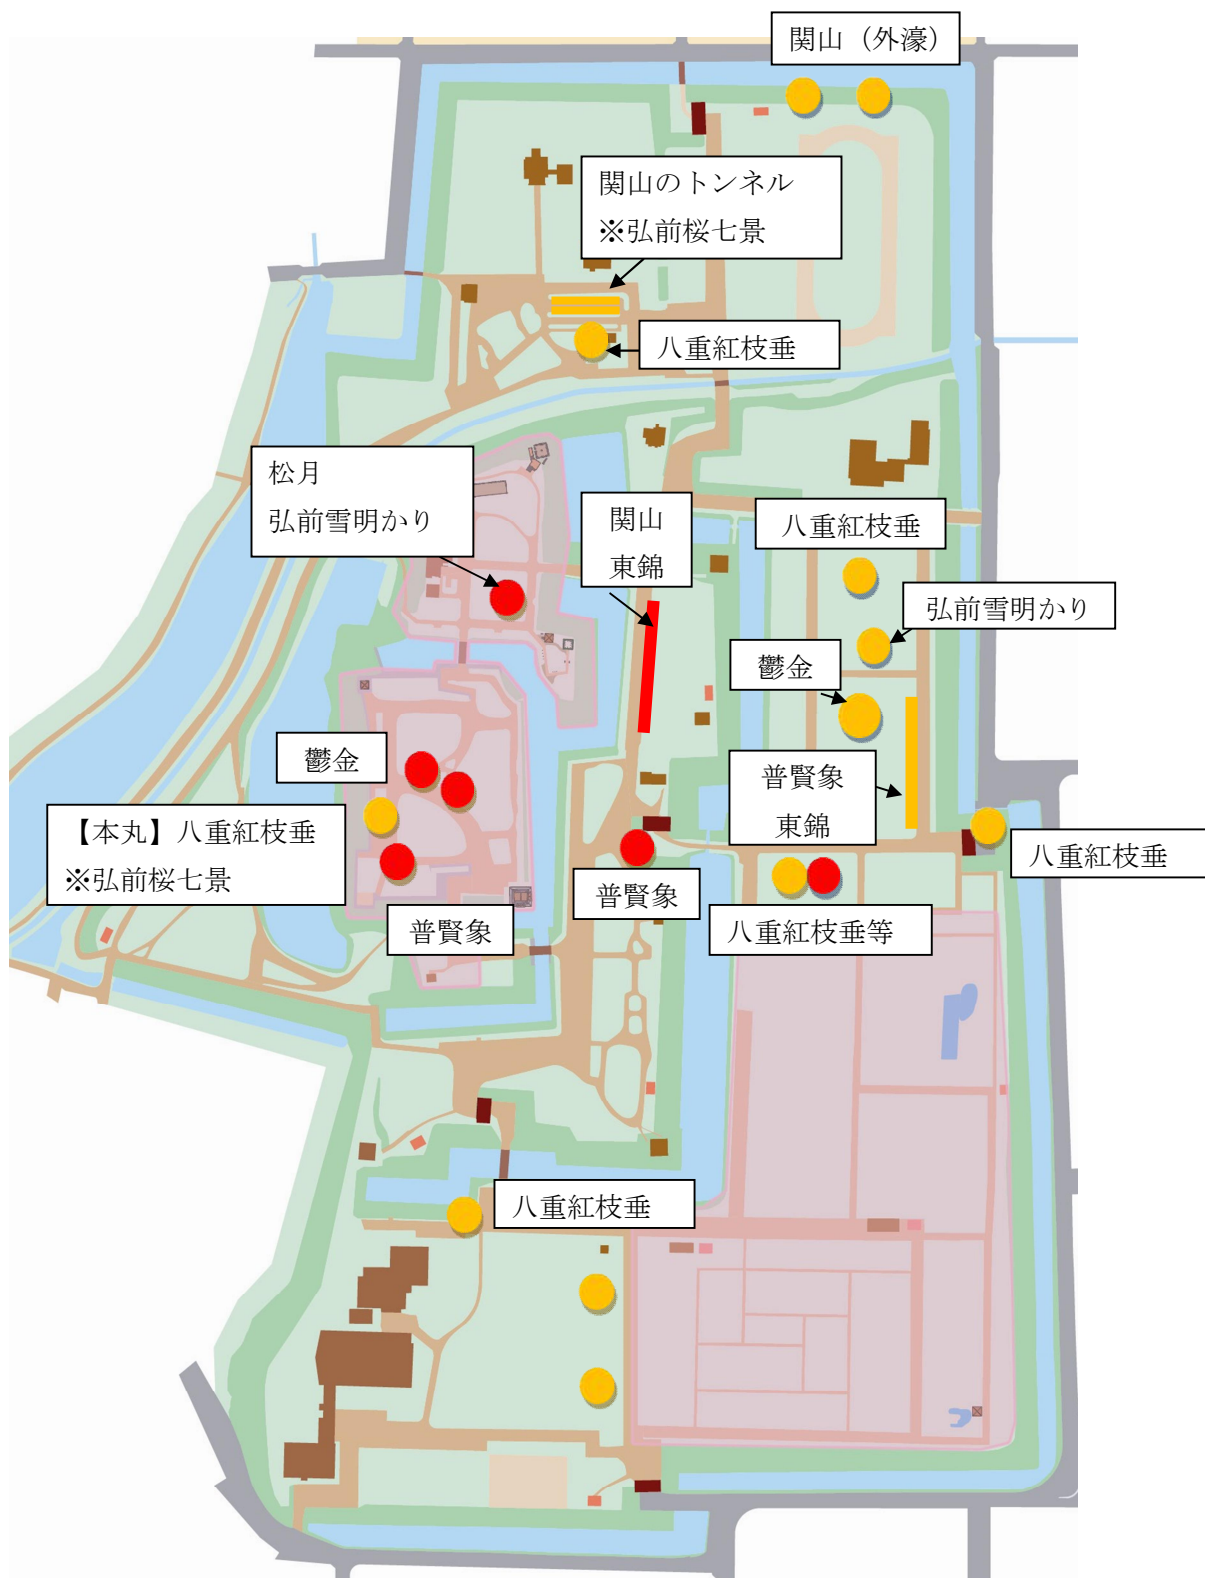 関山（外濠）
関山のトンネル
※弘前桜七景
八重紅枝垂
松月
弘前雪明かり
関山
東錦
八重紅枝垂
弘前雪明かり
鬱金
鬱金
普賢象
東錦
【本丸】八重紅枝垂
※弘前桜七景
八重紅枝垂
普賢象
普賢象
八重紅枝垂等
八重紅枝垂